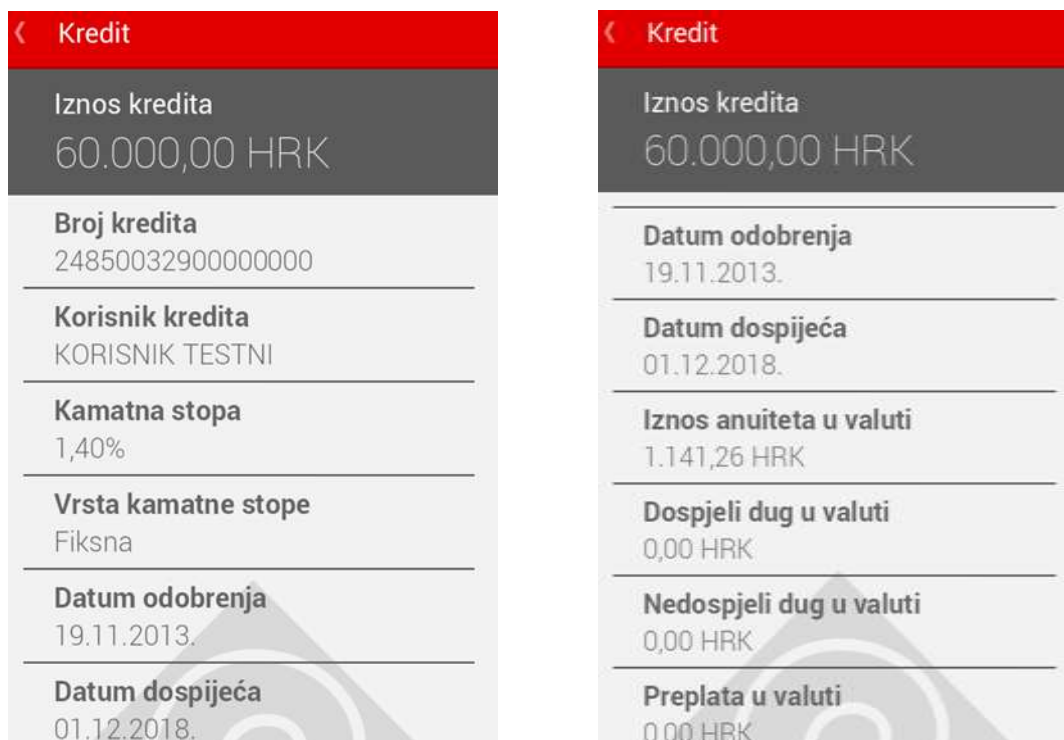 Kredit
Iznos kredita
60.000,00 HRK
Broj kredita
24850032900000000
Korisnik kredita
KORISNIK TESTNI
Kamatna stopa
1,40%
Vrsta kamatne stope
Fiksna
Datum odobrenja
19.11.2013.
Datum dospijeća
01.12.2018.
Kredit
Iznos kredita
60.000,00 HRK
Datum odobrenja
19.11.2013.
Datum dospijeća
01.12.2018.
Iznos anuiteta u valuti
1.141,26 HRK
Dospjeli dug u valuti
0,00 HRK
Nedospjeli dug u valuti
0,00 HRK
Preplata u valuti
0,00 HRK